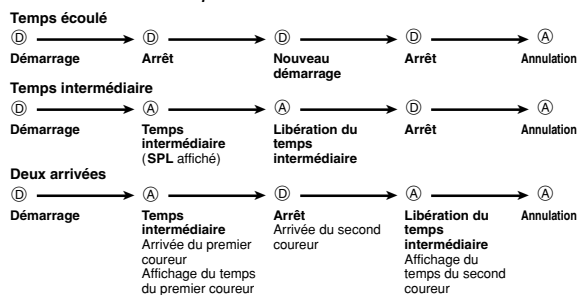 Temps écoulé
Ⓓ Ⓓ Ⓓ Ⓓ Ⓐ
Démarrage Arrêt Nouveau démarrage Arrêt Annulation
Temps intermédiaire
Ⓓ Ⓐ Ⓐ Ⓓ Ⓐ
Démarrage Temps intermédiaire (SPL affiché) Libération du temps intermédiaire Arrêt Annulation
Deux arrivées
Ⓓ Ⓐ Ⓓ Ⓐ Ⓐ
Démarrage Temps intermédiaire Arrivée du premier coureur Affichage du temps du premier coureur Arrêt Arrivée du second coureur Libération du temps intermédiaire Affichage du temps du second coureur Annulation